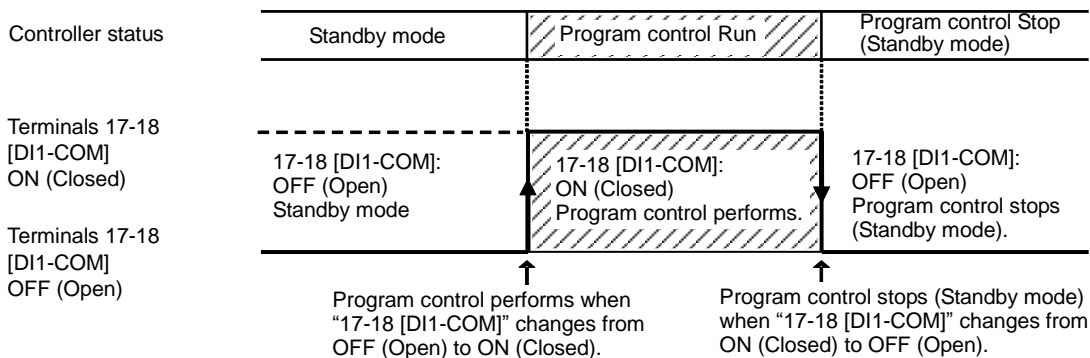 Controller status
Standby mode
Program control Run
Program control Stop
(Standby mode)
Terminals 17-18
[DI1-COM]
ON (Closed)
17-18 [DI1-COM]:
OFF (Open)
Standby mode
17-18 [DI1-COM]:
ON (Closed)
Program control performs.
17-18 [DI1-COM]:
OFF (Open)
Program control stops
(Standby mode).
Terminals 17-18
[DI1-COM]
OFF (Open)
Program control performs when
“17-18 [DI1-COM]” changes from
OFF (Open) to ON (Closed).
Program control stops (Standby mode)
when “17-18 [DI1-COM]” changes from
ON (Closed) to OFF (Open).